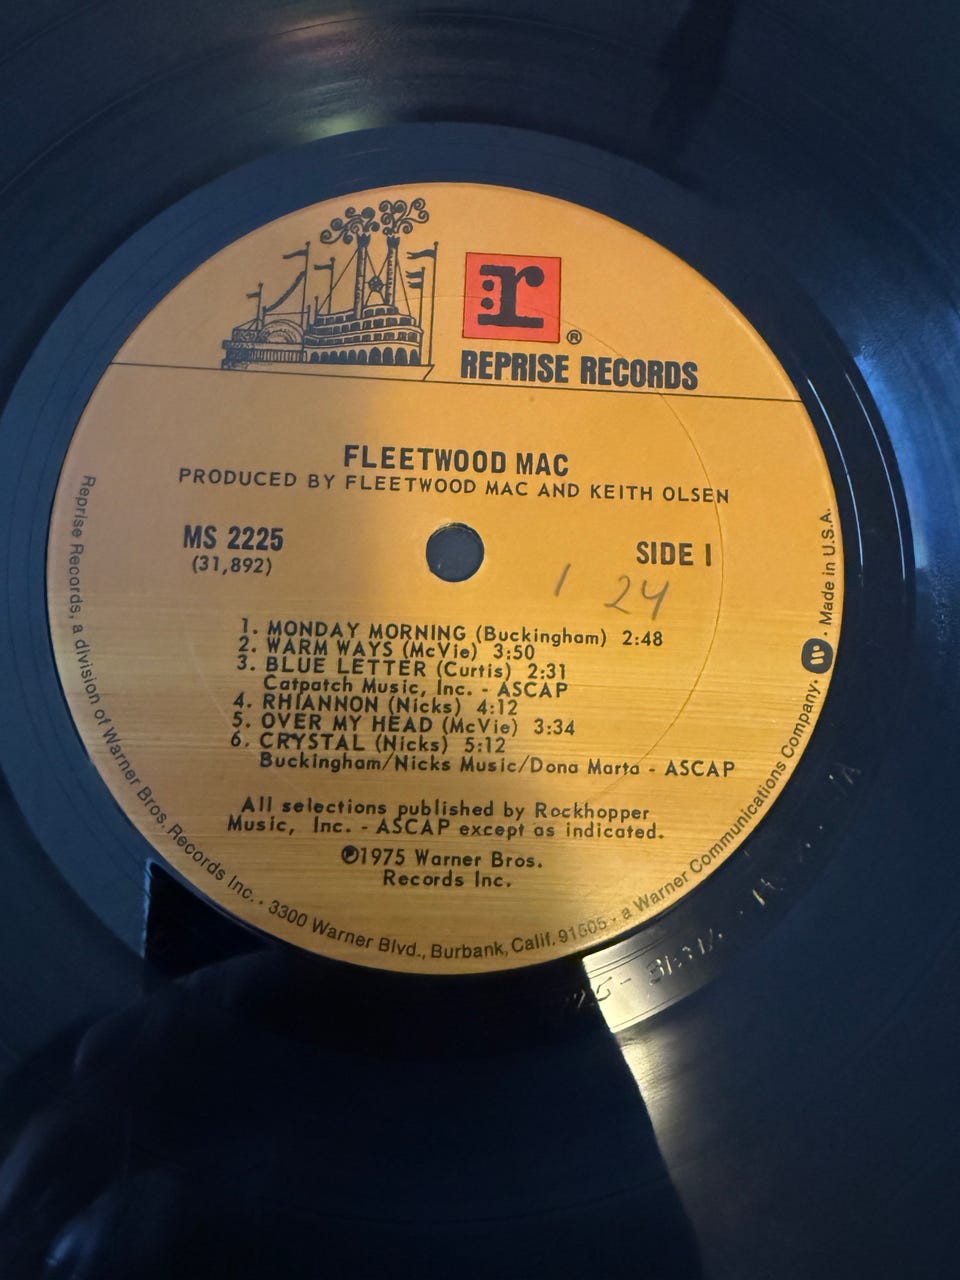 r
®
REPRISE RECORDS
FLEETWOOD MAC
PRODUCED BY FLEETWOOD MAC AND KEITH OLSEN
MS 2225
(31,892)
SIDE 1
1 24
1. MONDAY MORNING (Buckingham) 2:48
2. WARM WAYS (McVie) 3:50
3. BLUE LETTER (Curtis) 2:31
Catpatch Music, Inc. - ASCAP
4. RHIANNON (Nicks) 4:12
5. OVER MY HEAD (McVie) 3:34
6. CRYSTAL (Nicks) 5:12
Buckingham/Nicks Music/Dona Marta - ASCAP
All selections published by Rockhopper
Music, Inc. - ASCAP except as indicated.
℗1975 Warner Bros.
Records Inc.
Reprise Records, a division of Warner Bros. Records Inc. · 3300 Warner Blvd., Burbank, Calif. 91505 · a Warner Communications Company. · Made in U.S.A.